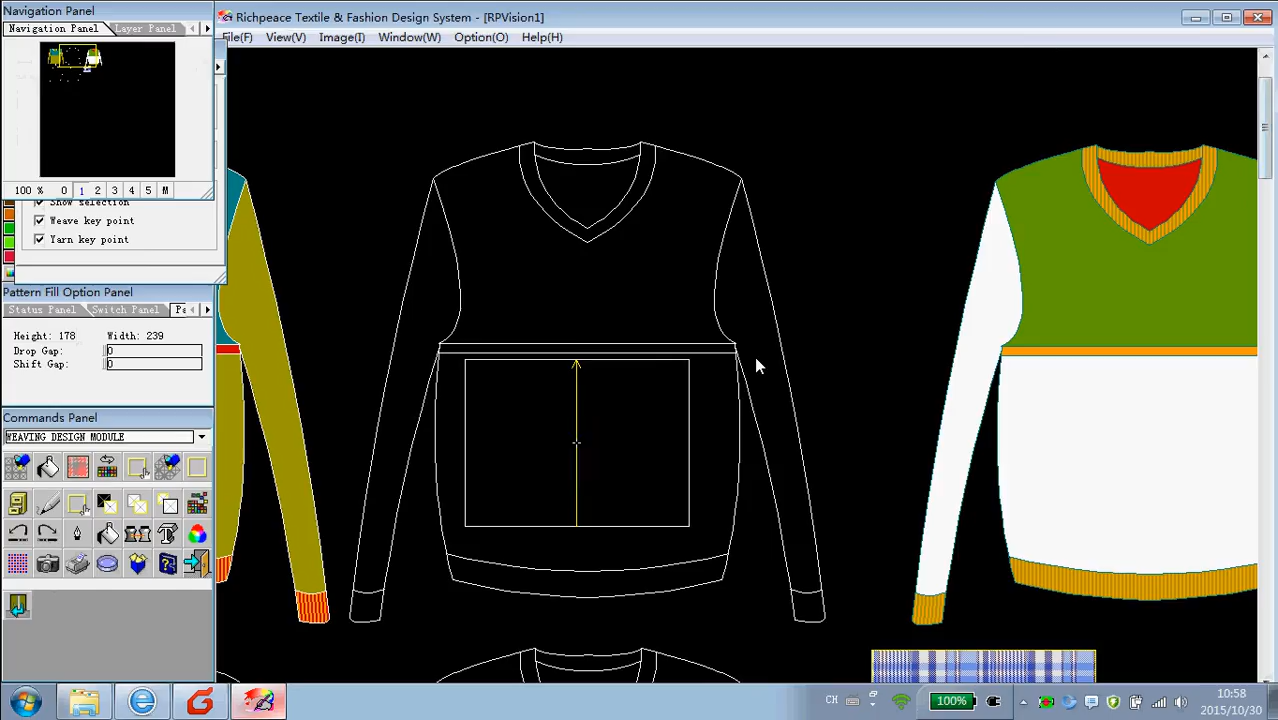 Navigation Panel
Richpeace Textile & Fashion Design System - [RPVision1]
Navigation Panel
Layer Panel
File(F)
View(V)
Image(I)
Window(W)
Option(O)
Help(H)
100 %
0
1
2
3
4
5
M
Show selection
Weave key point
Yarn key point
Pattern Fill Option Panel
Status Panel
Switch Panel
Pa
Height: 178
Width: 239
Drop Gap:
0
Shift Gap:
0
Commands Panel
WEAVING DESIGN MODULE
CH
100%
10:58
2015/10/30